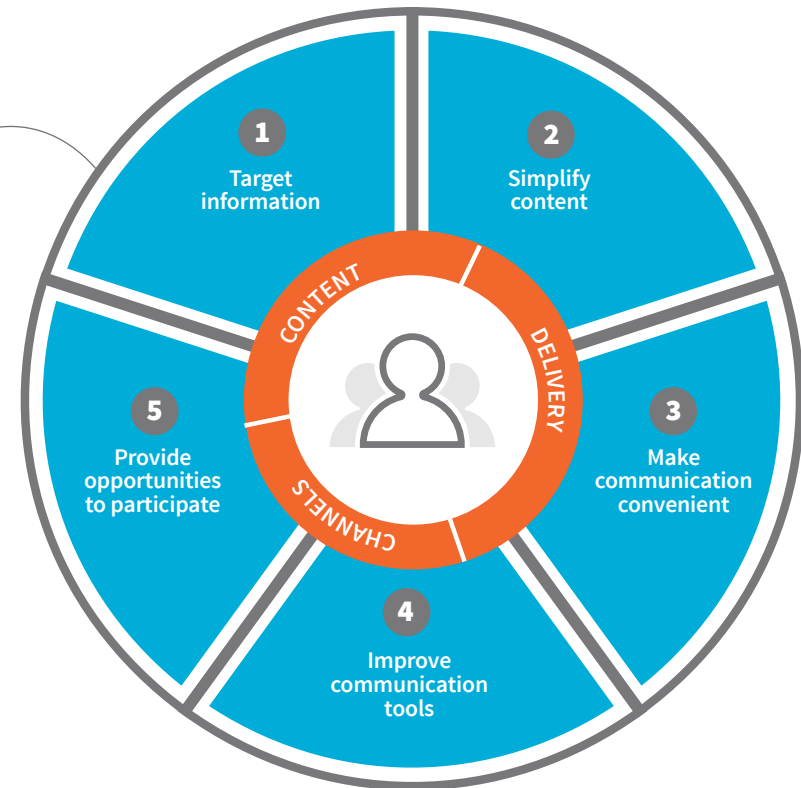 1
Target
information
2
Simplify
content
3
Make
communication
convenient
4
Improve
communication
tools
5
Provide
opportunities
to participate
CONTENT
DELIVERY
CHANNELS